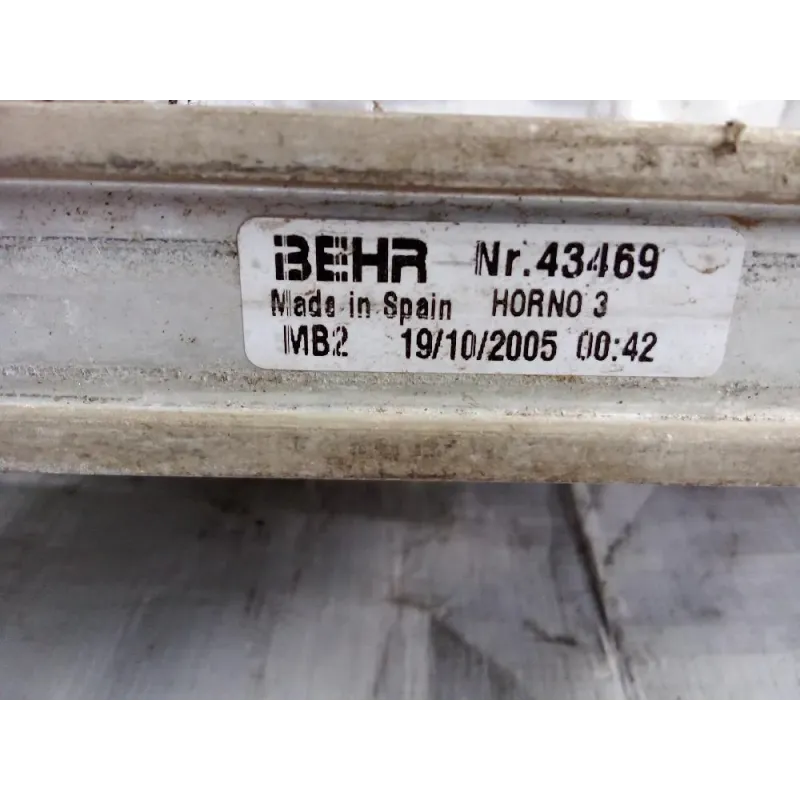 BEHR Nr.43469
Made in Spain HORNO 3
MB2 19/10/2005 00:42